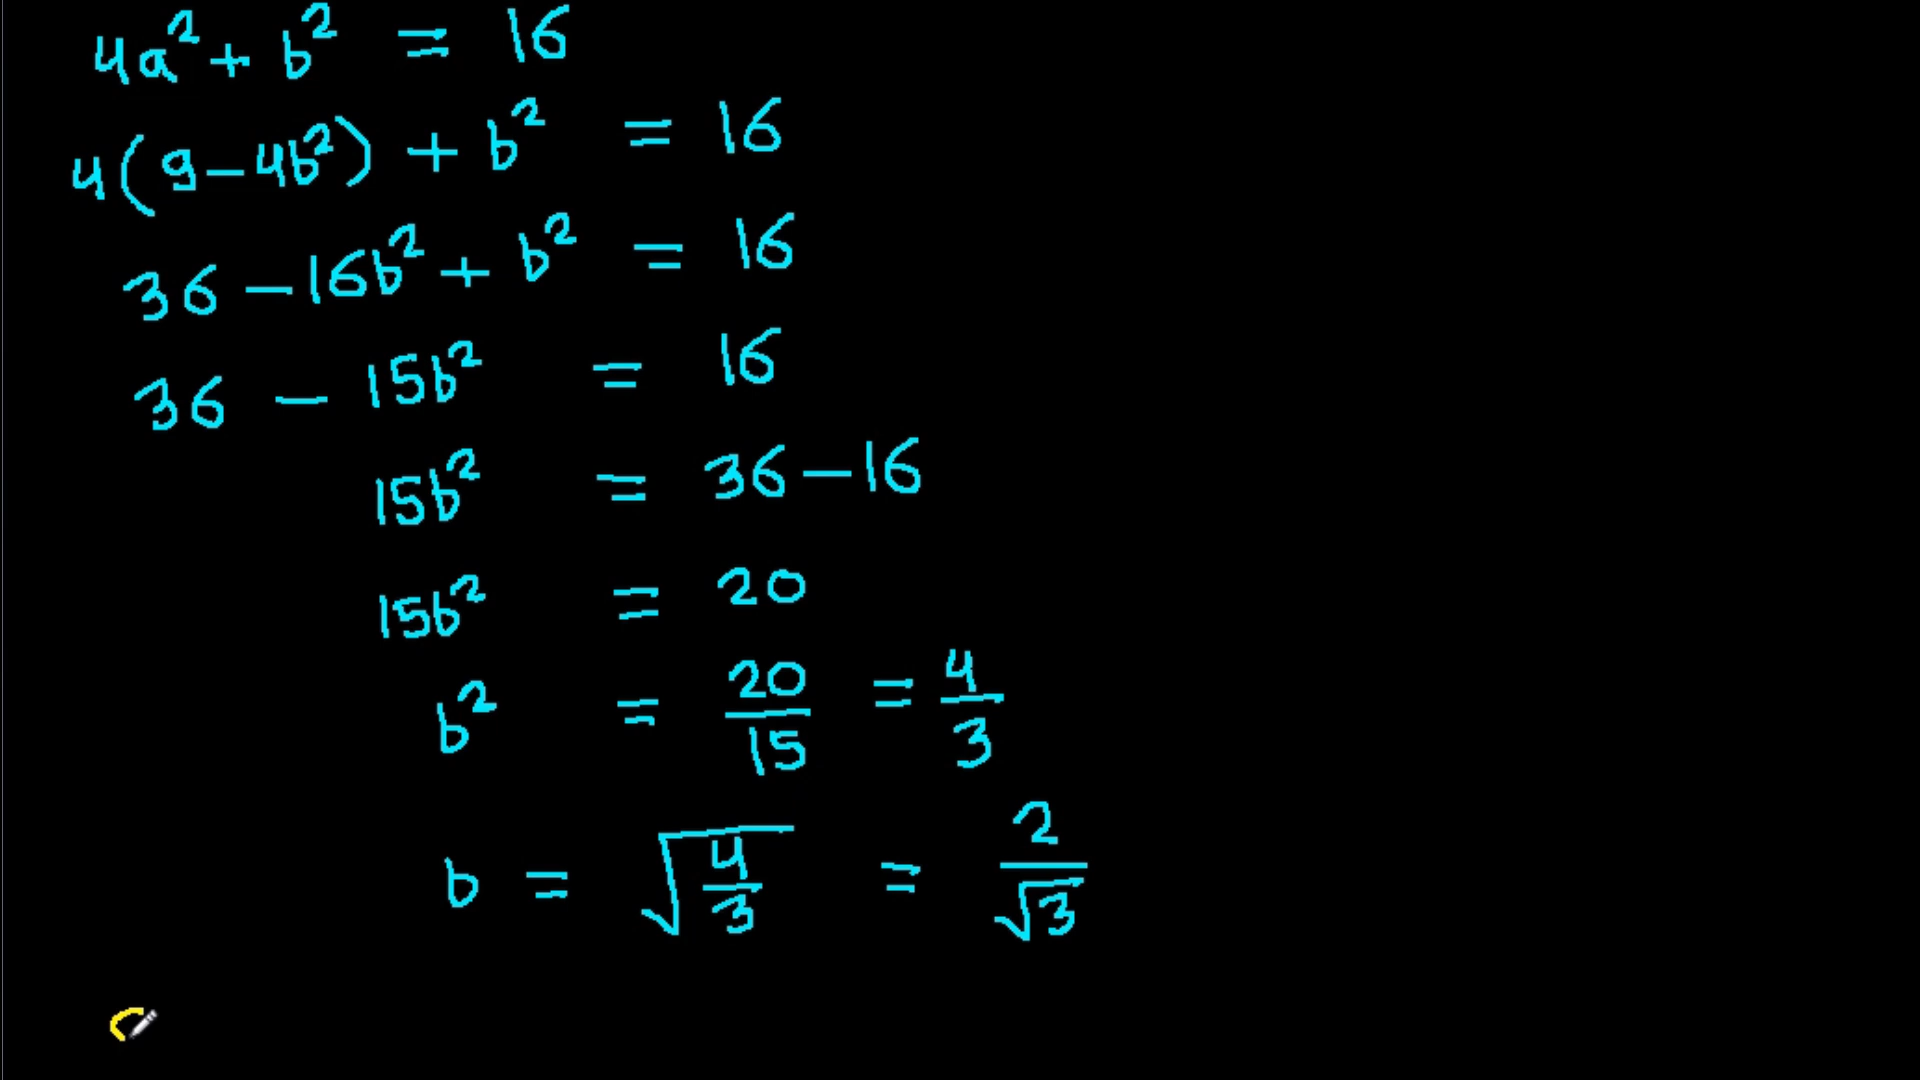 4a² + b² = 16
4(9 - 4b²) + b² = 16
36 - 16b² + b² = 16
36 - 15b² = 16
15b² = 36 - 16
15b² = 20
b² = 20/15 = 4/3
b = √(4/3) = 2/√3